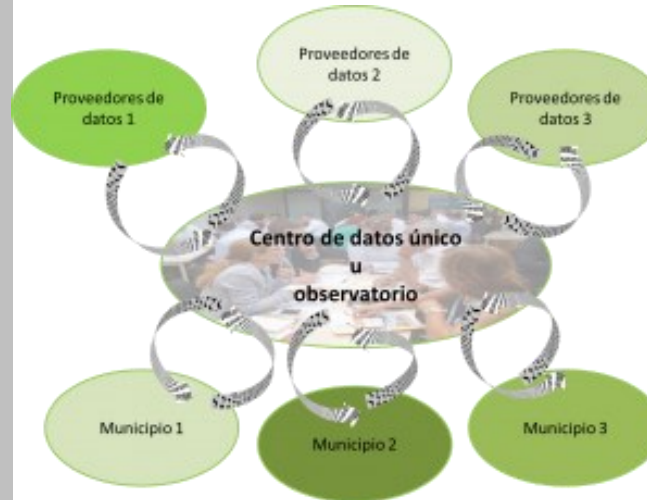 Proveedores de
datos 1
Proveedores de
datos 2
Proveedores de
datos 3
Centro de datos único
u
observatorio
Municipio 1
Municipio 2
Municipio 3